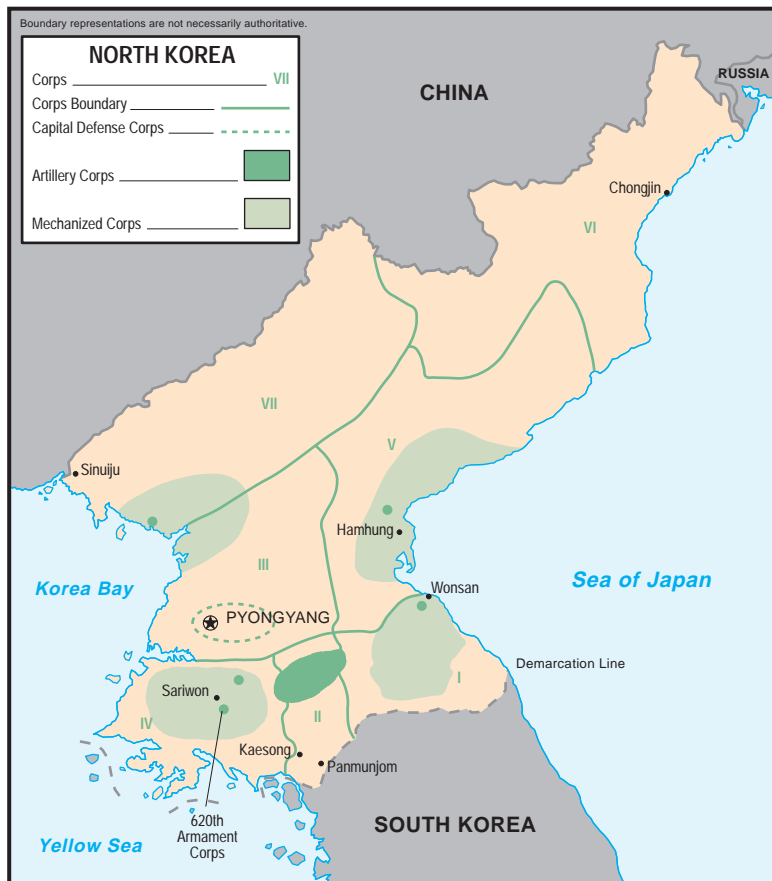 Boundary representations are not necessarily authoritative.
NORTH KOREA
Corps VII
Corps Boundary
Capital Defense Corps
Artillery Corps
Mechanized Corps
CHINA
RUSSIA
Chongjin
VI
VII
V
Sinuiju
Hamhung
III
Korea Bay
Wonsan
Sea of Japan
PYONGYANG
Demarcation Line
Sariwon
I
IV
II
Kaesong
Panmunjom
620th
Armament
Corps
SOUTH KOREA
Yellow Sea